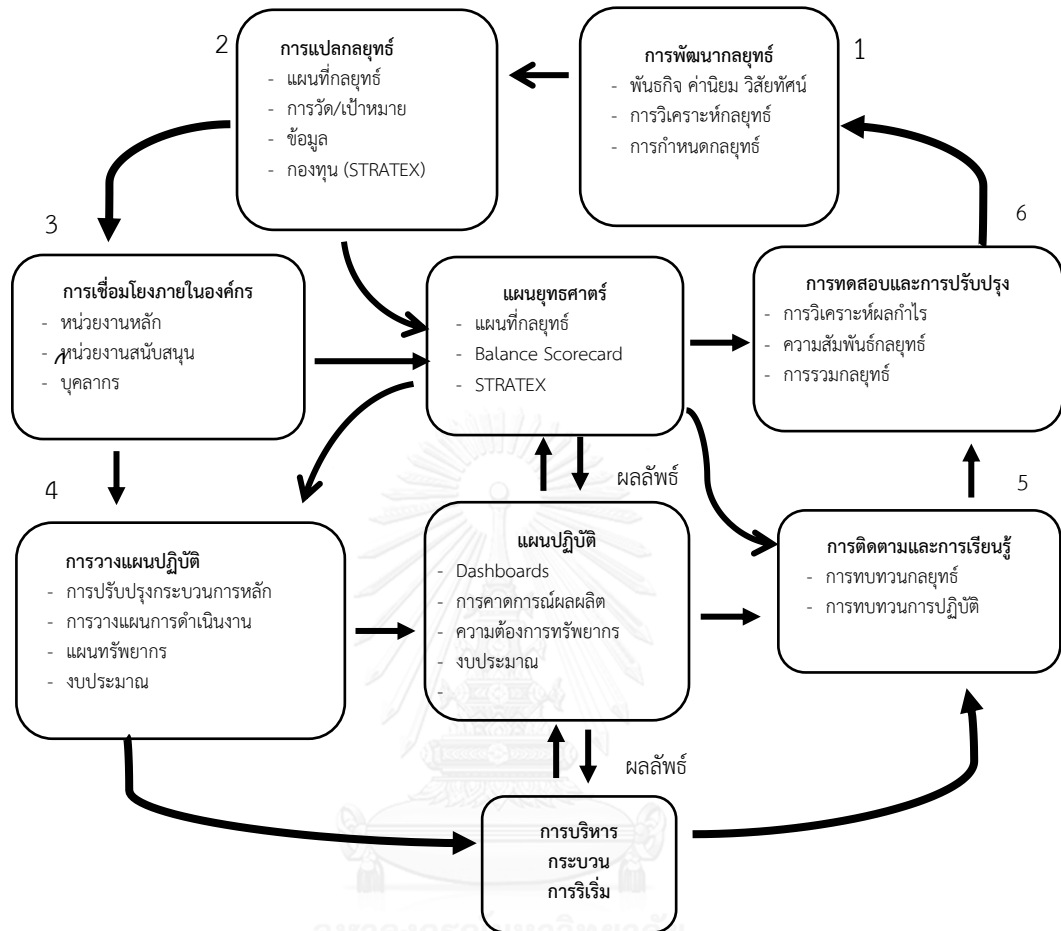 2
การแปลกลยุทธ์
- แผนที่กลยุทธ์
- การวัด/เป้าหมาย
- ข้อมูล
- กองทุน (STRATEX)
1
การพัฒนากลยุทธ์
- พันธกิจ ค่านิยม วิสัยทัศน์
- การวิเคราะห์กลยุทธ์
- การกำหนดกลยุทธ์
3
การเชื่อมโยงภายในองค์กร
- หน่วยงานหลัก
- หน่วยงานสนับสนุน
- บุคลากร
แผนยุทธศาตร์
- แผนที่กลยุทธ์
- Balance Scorecard
- STRATEX
6
การทดสอบและการปรับปรุง
- การวิเคราะห์ผลกำไร
- ความสัมพันธ์กลยุทธ์
- การรวมกลยุทธ์
ผลลัพธ์
4
การวางแผนปฏิบัติ
- การปรับปรุงกระบวนการหลัก
- การวางแผนการดำเนินงาน
- แผนทรัพยากร
- งบประมาณ
แผนปฏิบัติ
- Dashboards
- การคาดการณ์ผลผลิต
- ความต้องการทรัพยากร
- งบประมาณ
-
5
การติดตามและการเรียนรู้
- การทบทวนกลยุทธ์
- การทบทวนการปฏิบัติ
ผลลัพธ์
การบริหาร
กระบวน
การริเริ่ม